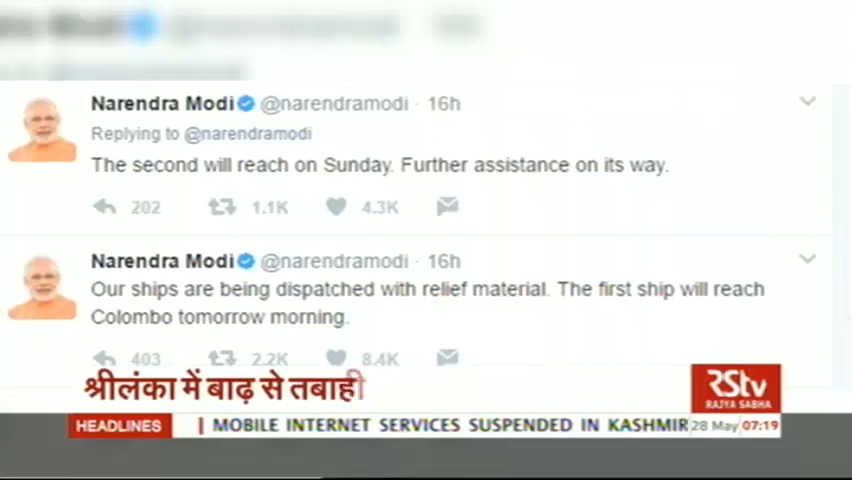 Narendra Modi @narendramodi · 16h
Replying to @narendramodi
The second will reach on Sunday. Further assistance on its way.
202 1.1K 4.3K
Narendra Modi @narendramodi · 16h
Our ships are being dispatched with relief material. The first ship will reach
Colombo tomorrow morning.
403 2.2K 8.4K
श्रीलंका में बाढ़ से तबाही
RStv
RAJYA SABHA
HEADLINES | MOBILE INTERNET SERVICES SUSPENDED IN KASHMIR 28 May 07:19